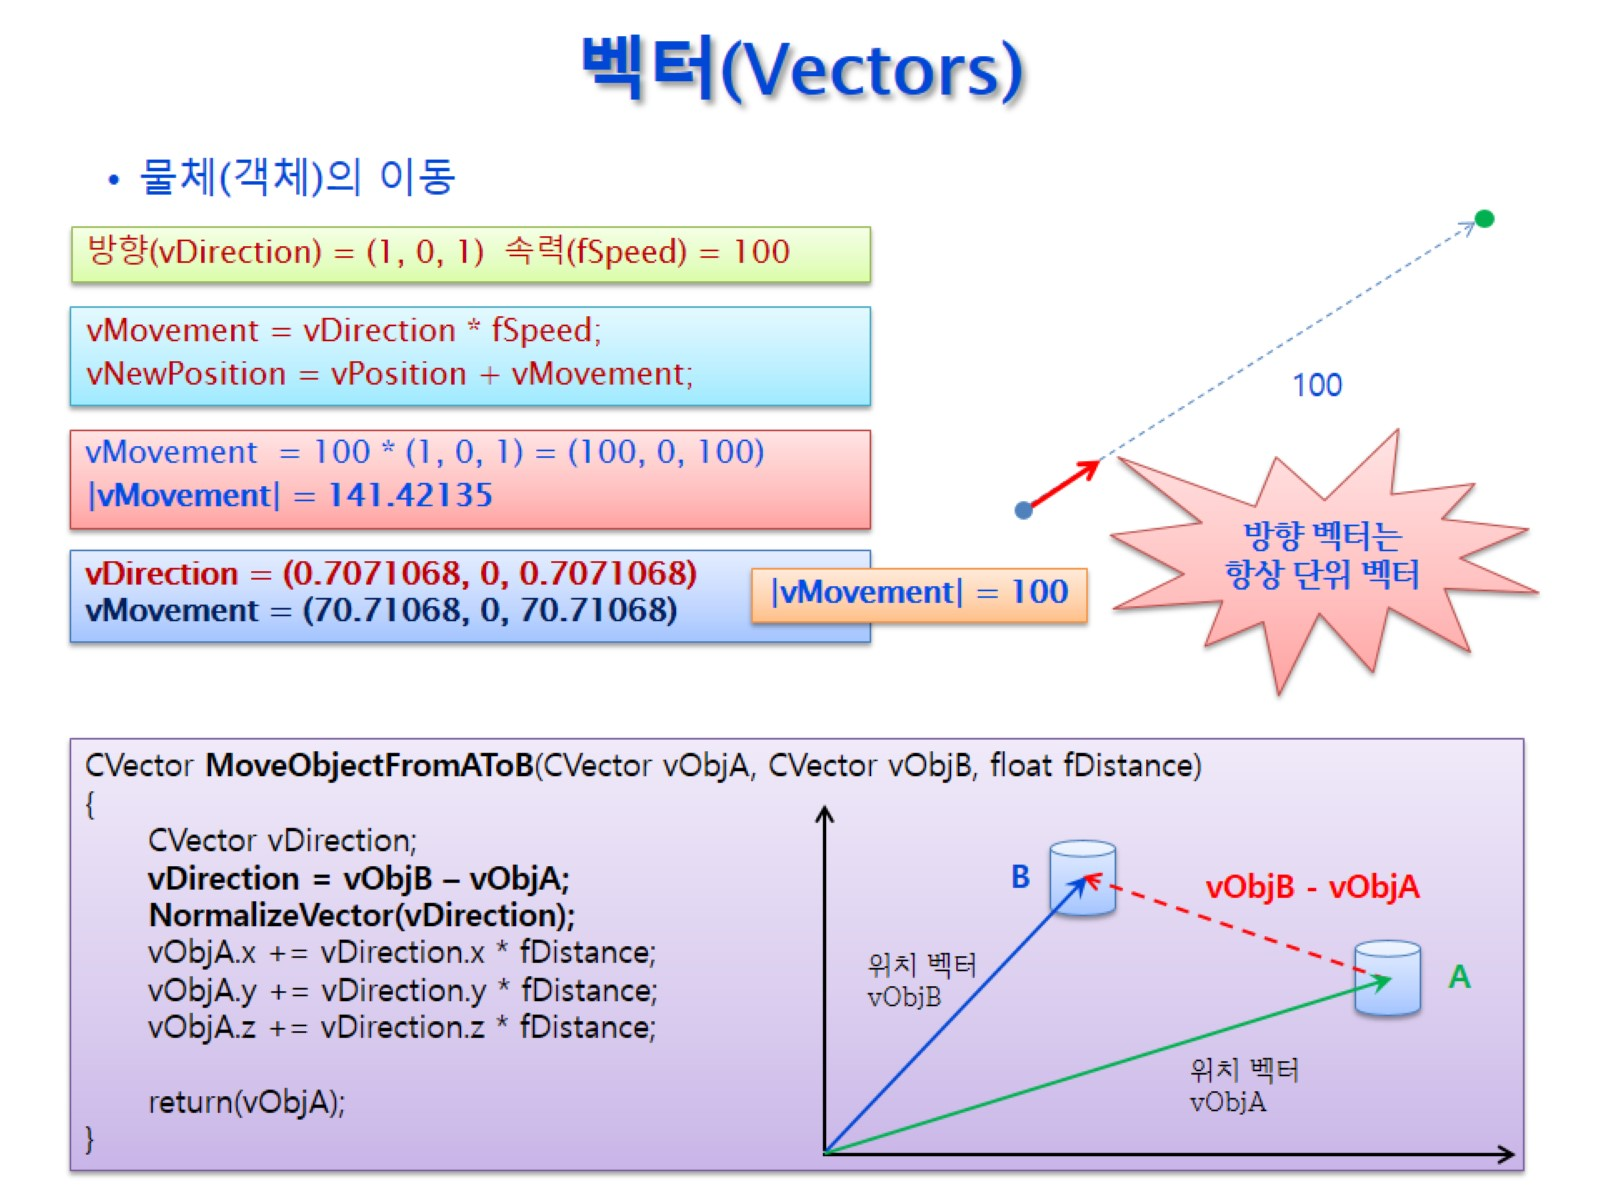 벡터(Vectors)
• 물체(객체)의 이동
방향(vDirection) = (1, 0, 1)  속력(fSpeed) = 100
vMovement = vDirection * fSpeed;
vNewPosition = vPosition + vMovement;
vMovement  = 100 * (1, 0, 1) = (100, 0, 100)
|vMovement| = 141.42135
vDirection = (0.7071068, 0, 0.7071068)
vMovement = (70.71068, 0, 70.71068)
|vMovement| = 100
100
방향 벡터는
항상 단위 벡터
CVector MoveObjectFromAToB(CVector vObjA, CVector vObjB, float fDistance)
{
CVector vDirection;
vDirection = vObjB – vObjA;
NormalizeVector(vDirection);
vObjA.x += vDirection.x * fDistance;
vObjA.y += vDirection.y * fDistance;
vObjA.z += vDirection.z * fDistance;
return(vObjA);
}
B
vObjB - vObjA
A
위치 벡터
vObjB
위치 벡터
vObjA